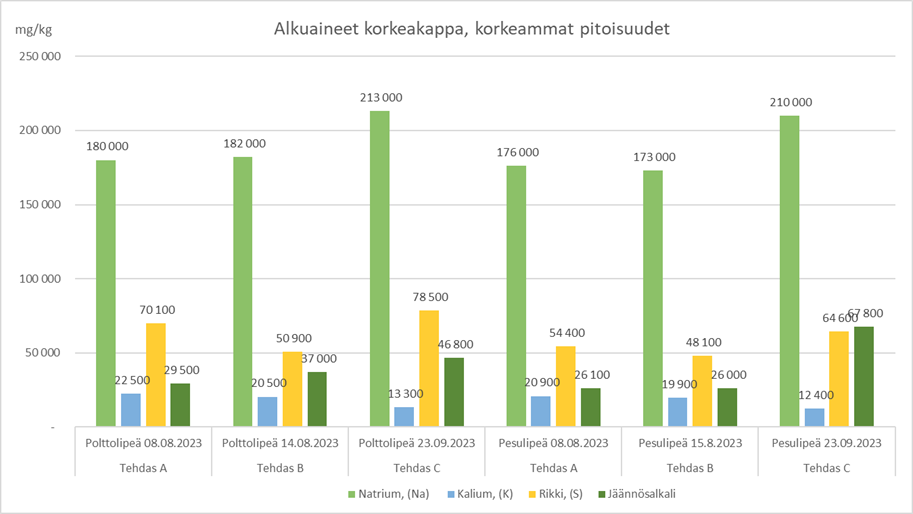 Alkuaineet korkeakappa, korkeammat pitoisuudet
mg/kg
250 000
200 000
150 000
100 000
50 000
-
180 000
22 500
70 100
29 500
182 000
20 500
50 900
37 000
213 000
13 300
78 500
46 800
176 000
20 900
54 400
26 100
173 000
19 900
48 100
26 000
210 000
12 400
64 600
67 800
Polttolipeä 08.08.2023
Polttolipeä 14.08.2023
Polttolipeä 23.09.2023
Pesulipeä 08.08.2023
Pesulipeä 15.8.2023
Pesulipeä 23.09.2023
Tehdas A
Tehdas B
Tehdas C
Tehdas A
Tehdas B
Tehdas C
Natrium, (Na)
Kalium, (K)
Rikki, (S)
Jäännösalkali